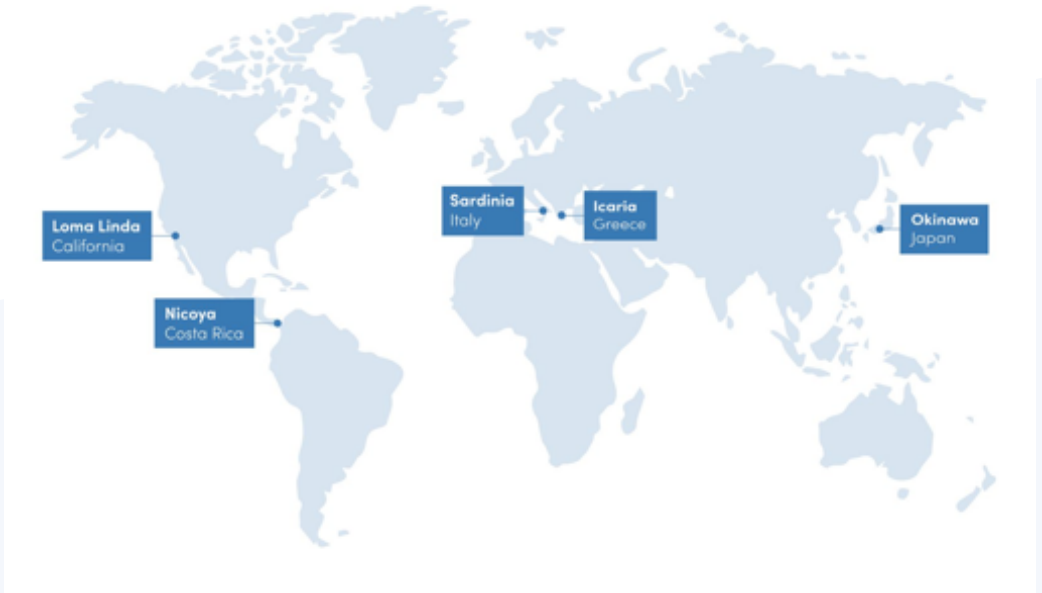 Sardinia
Italy
Icaria
Greece
Okinawa
Japan
Loma Linda
California
Nicoya
Costa Rica